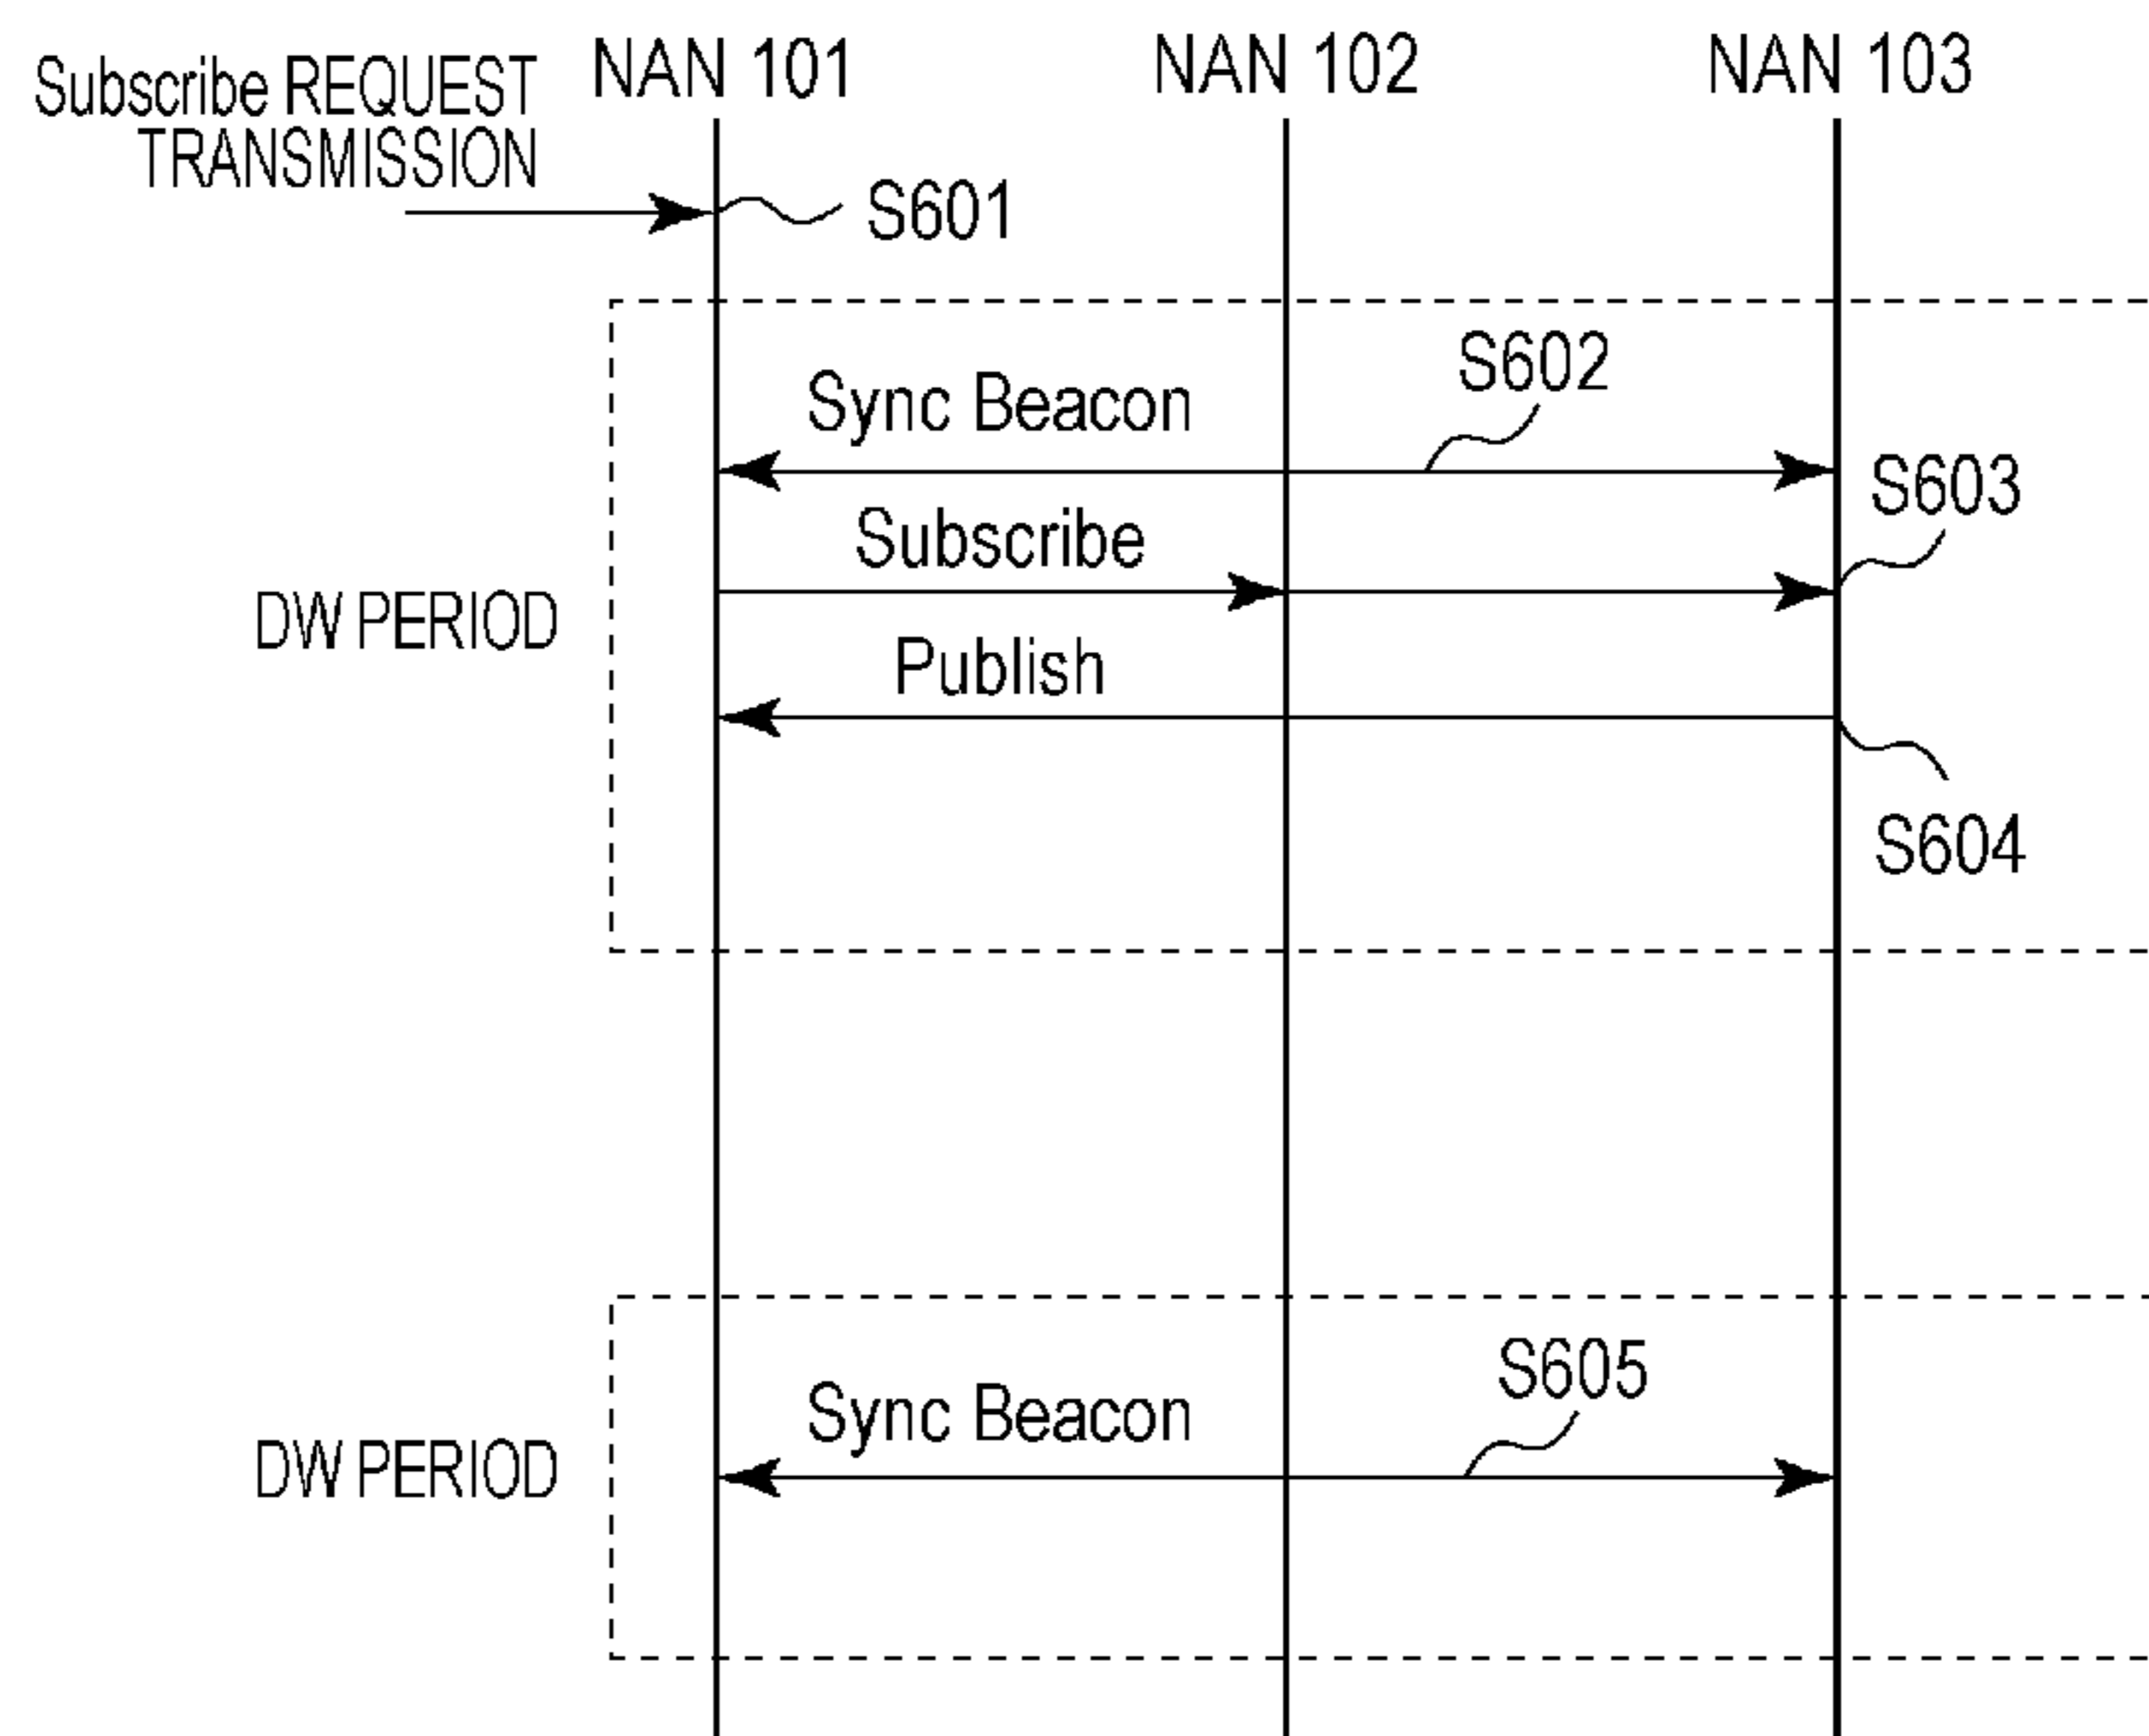 NAN 101
NAN 102
NAN 103
Subscribe REQUEST
TRANSMISSION
S601
S602
Sync Beacon
S603
Subscribe
DW PERIOD
Publish
S604
S605
Sync Beacon
DW PERIOD